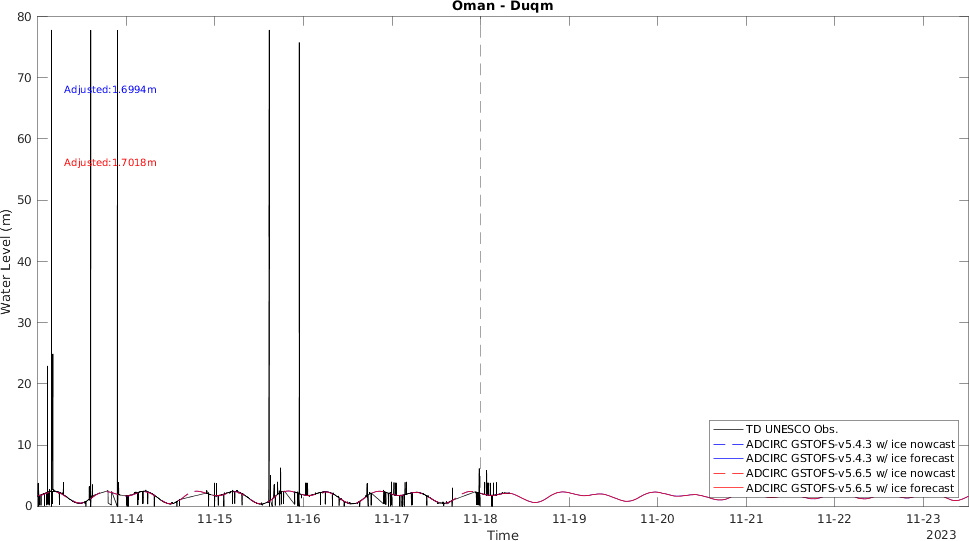 Oman - Duqm
80
70
60
50
40
30
20
10
0
Water Level (m)
Adjusted:1.6994m
Adjusted:1.7018m
TD UNESCO Obs.
ADCIRC GSTOFS-v5.4.3 w/ ice nowcast
ADCIRC GSTOFS-v5.4.3 w/ ice forecast
ADCIRC GSTOFS-v5.6.5 w/ ice nowcast
ADCIRC GSTOFS-v5.6.5 w/ ice forecast
11-14 11-15 11-16 11-17 11-18 11-19 11-20 11-21 11-22 11-23
Time
2023